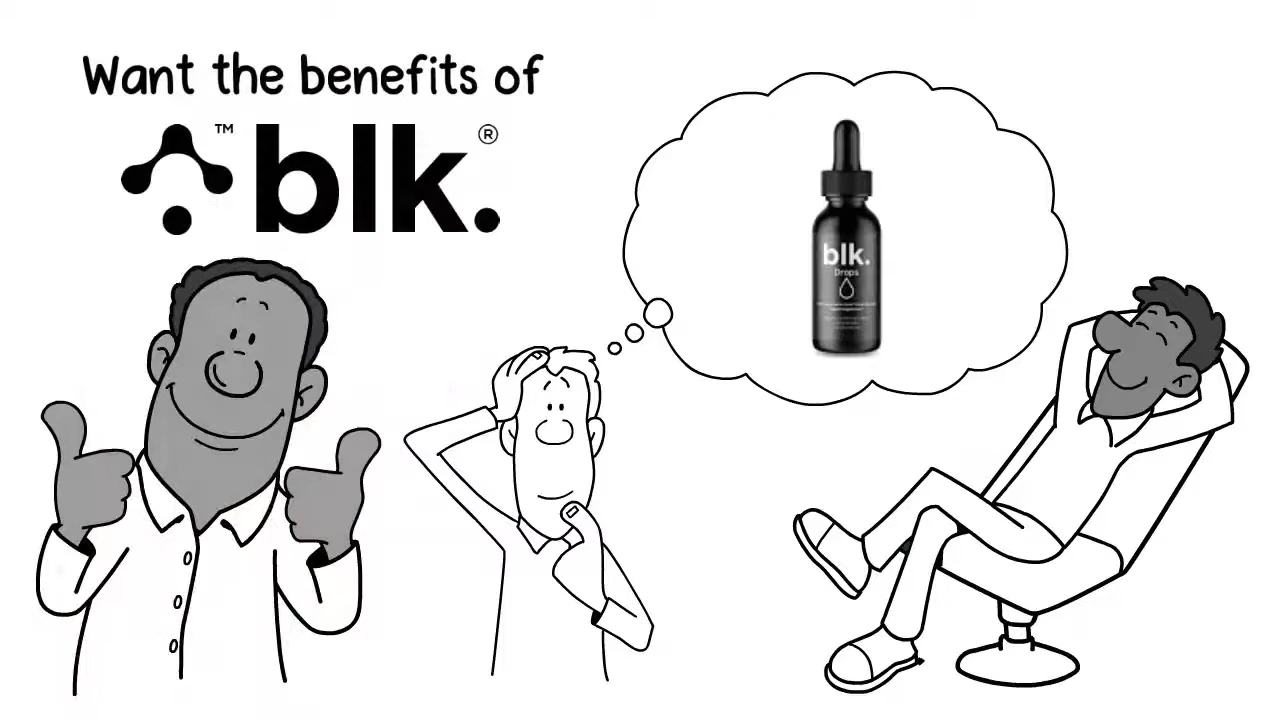 Want the benefits of
™ blk.®
blk.
Drops